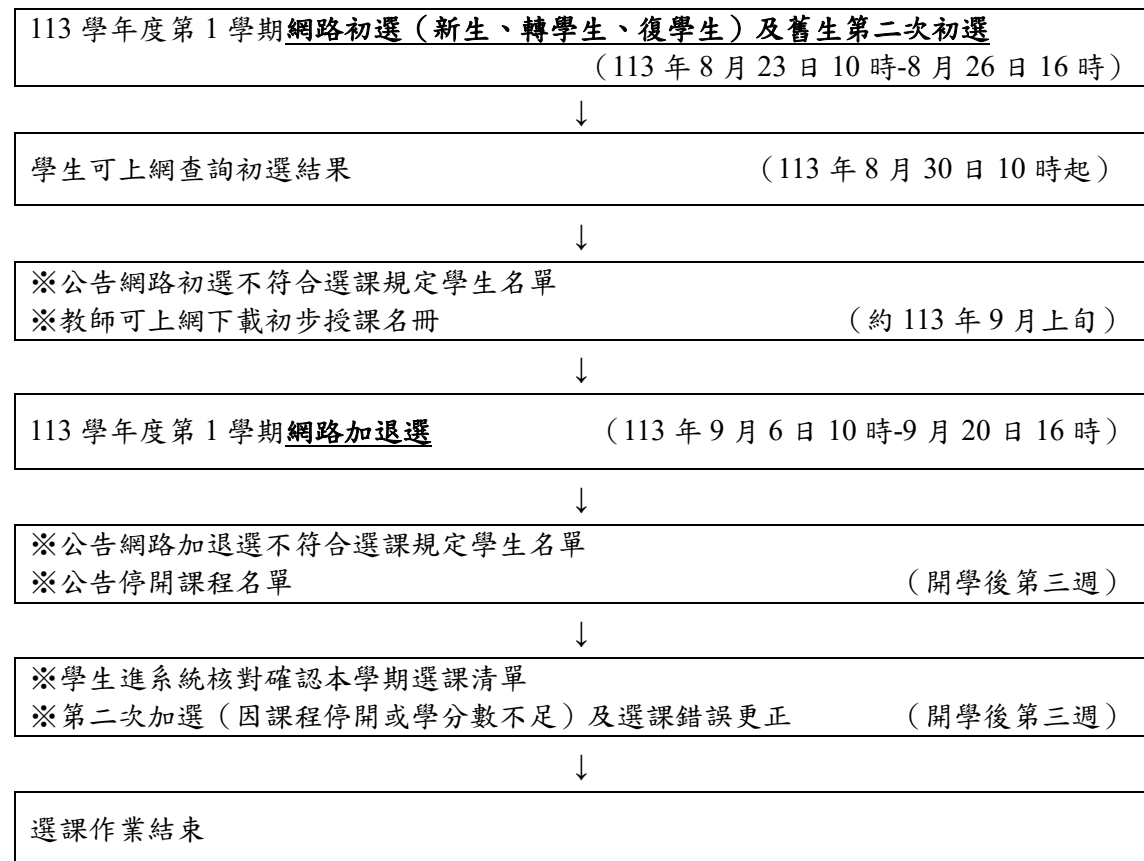 113 學年度第 1 學期網路初選（新生、轉學生、復學生）及舊生第二次初選
（113 年 8 月 23 日 10 時-8 月 26 日 16 時）
↓
學生可上網查詢初選結果 （113 年 8 月 30 日 10 時起）
↓
※公告網路初選不符合選課規定學生名單
※教師可上網下載初步授課名冊 （約 113 年 9 月上旬）
↓
113 學年度第 1 學期網路加退選 （113 年 9 月 6 日 10 時-9 月 20 日 16 時）
↓
※公告網路加退選不符合選課規定學生名單
※公告停開課程名單 （開學後第三週）
↓
※學生進系統核對確認本學期選課清單
※第二次加選（因課程停開或學分數不足）及選課錯誤更正 （開學後第三週）
↓
選課作業結束